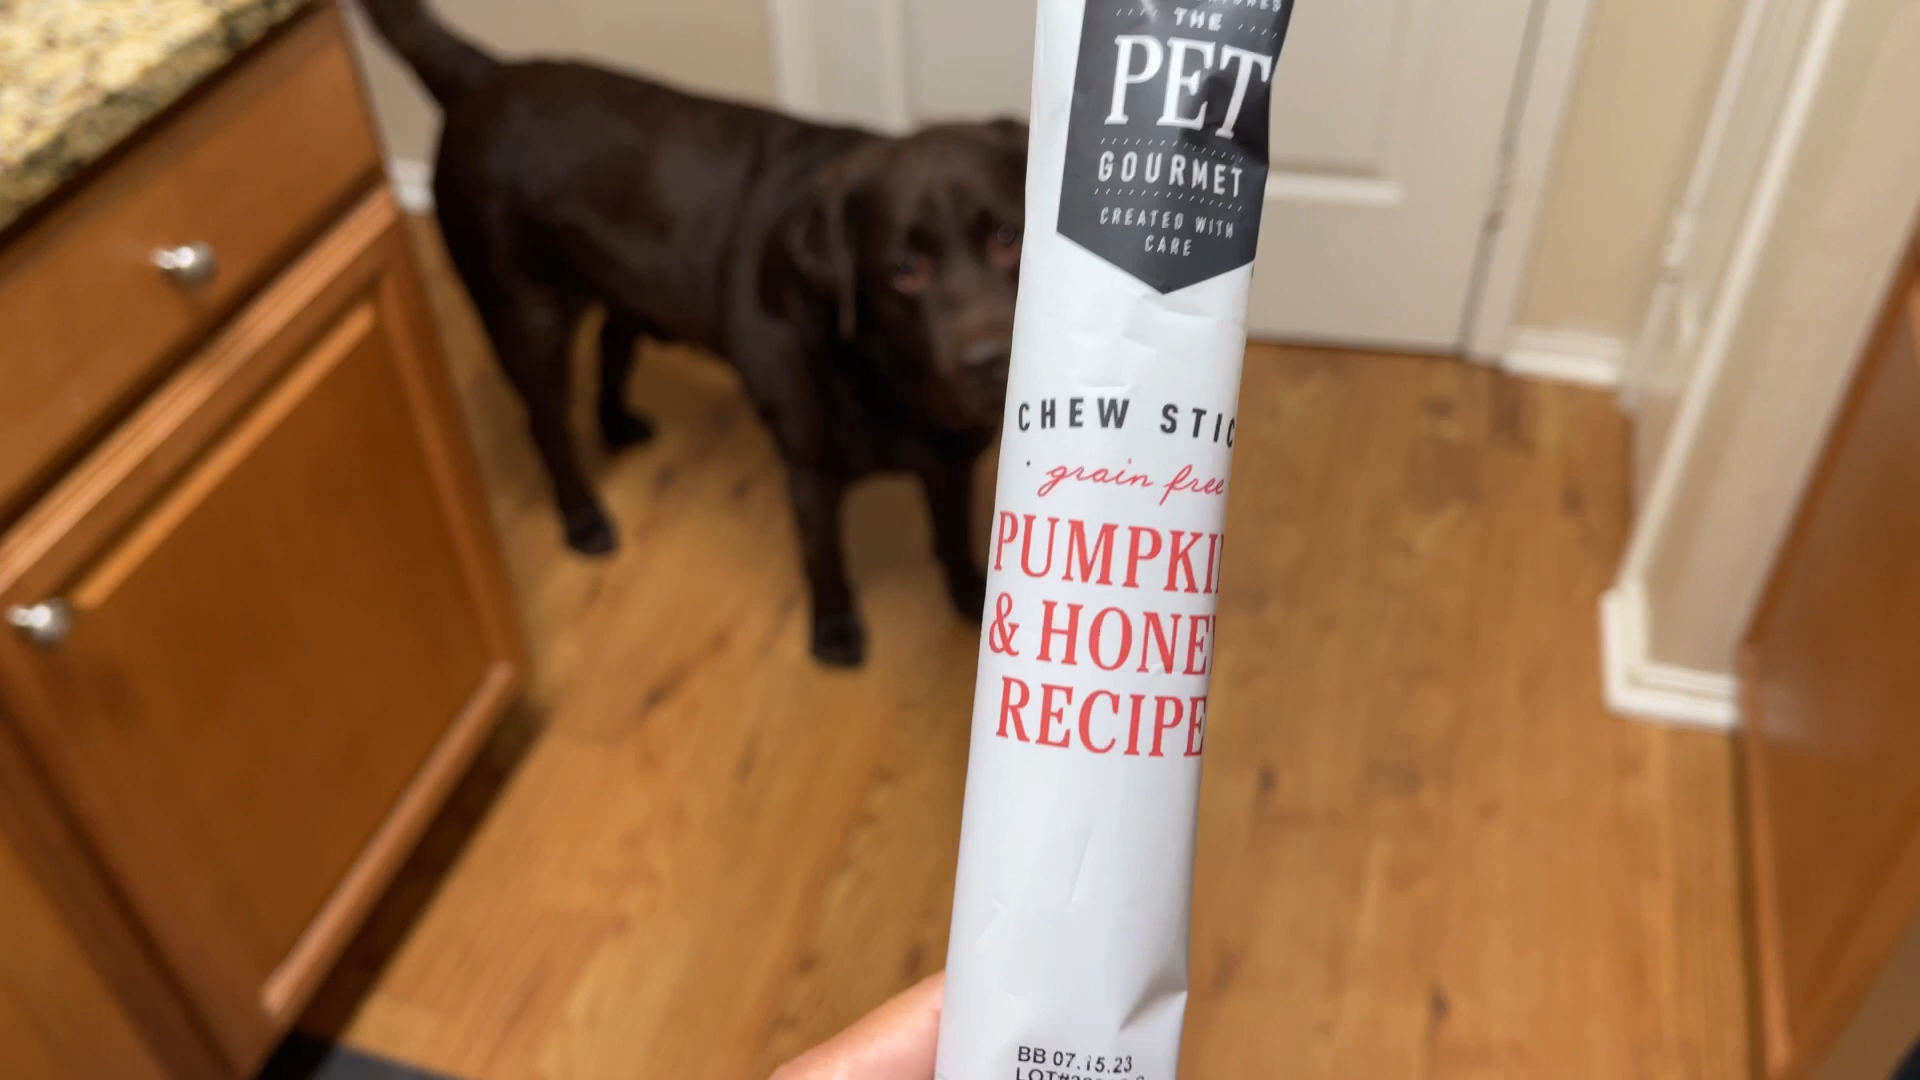 THE
PET
GOURMET
CREATED WITH
CARE
CHEW STIC
grain free
PUMPKI
& HONE
RECIPE
BB 07.15.23